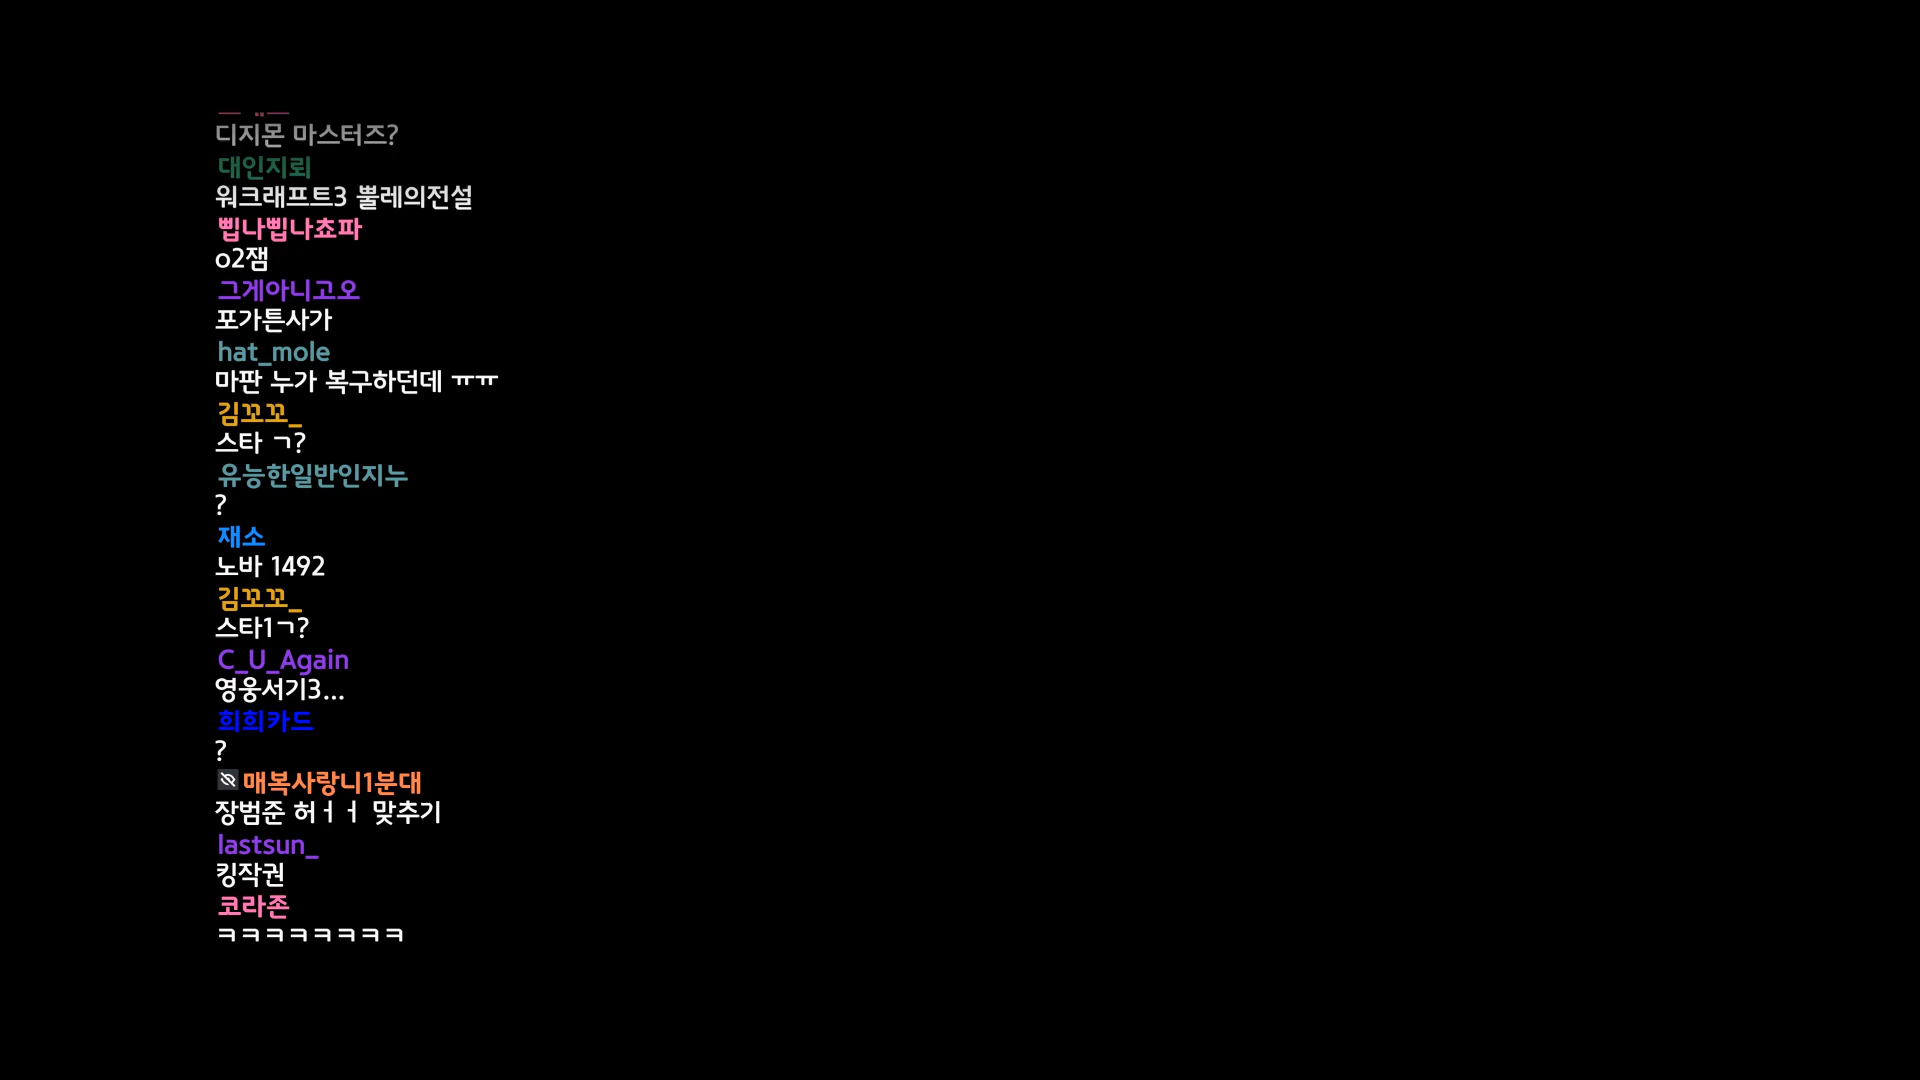 디지몬 마스터즈?
대인지뢰
워크래프트3 뿔레의전설
삡나삡나쵸파
o2잼
그게아니고오
포가튼사가
hat_mole
마판 누가 복구하던데 ㅠㅠ
김꼬꼬_
스타 ㄱ?
유능한일반인지누
?
재소
노바 1492
김꼬꼬_
스타1ㄱ?
C_U_Again
영웅서기3...
희희카드
?
매복사랑니1분대
장범준 허ㅓㅓ 맞추기
lastsun_
킹작권
코라존
ㅋㅋㅋㅋㅋㅋㅋㅋ